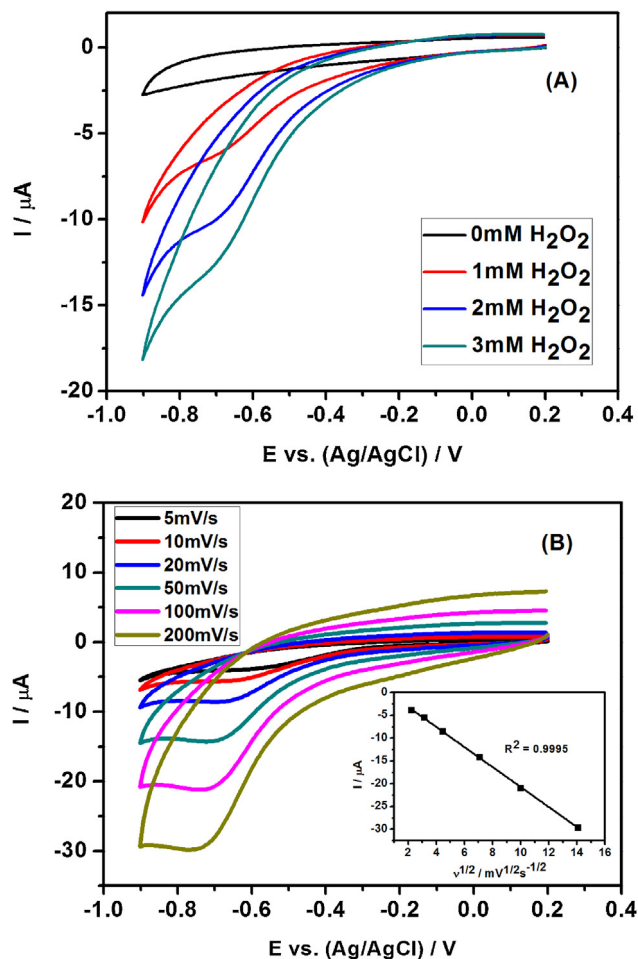 (A)
0
-5
-10
-15
-20
I / µA
0mM H2O2
1mM H2O2
2mM H2O2
3mM H2O2
-1.0 -0.8 -0.6 -0.4 -0.2 0.0 0.2 0.4
E vs. (Ag/AgCl) / V
(B)
20
10
0
-10
-20
-30
I / µA
5mV/s
10mV/s
20mV/s
50mV/s
100mV/s
200mV/s
0
-5
-10
-15
-20
-25
-30
I / µA
R2 = 0.9995
2 4 6 8 10 12 14 16
ν1/2 / mV1/2s-1/2
-1.0 -0.8 -0.6 -0.4 -0.2 0.0 0.2 0.4
E vs. (Ag/AgCl) / V